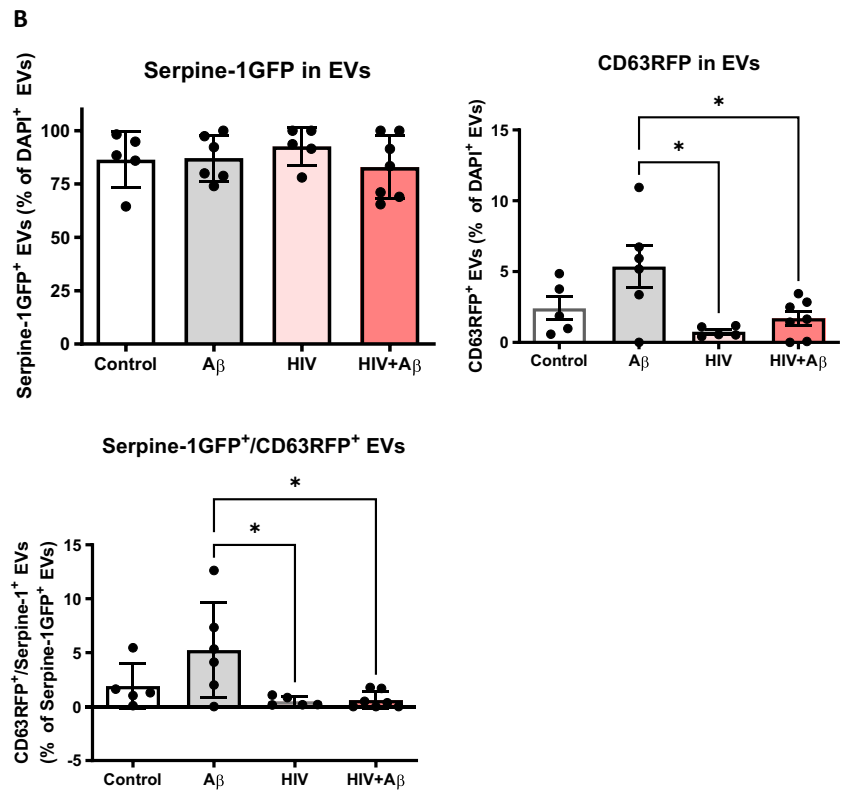 B
Serpine-1GFP in EVs
Serpine-1GFP⁺ EVs (% of DAPI⁺ EVs)
100
75
50
25
0
Control Aβ HIV HIV+Aβ
CD63RFP in EVs
CD63RFP⁺ EVs (% of DAPI⁺ EVs)
*
*
15
10
5
0
Control Aβ HIV HIV+Aβ
Serpine-1GFP⁺/CD63RFP⁺ EVs
CD63RFP⁺/Serpine-1⁺ EVs
(% of Serpine-1GFP⁺ EVs)
*
*
15
10
5
0
-5
Control Aβ HIV HIV+Aβ